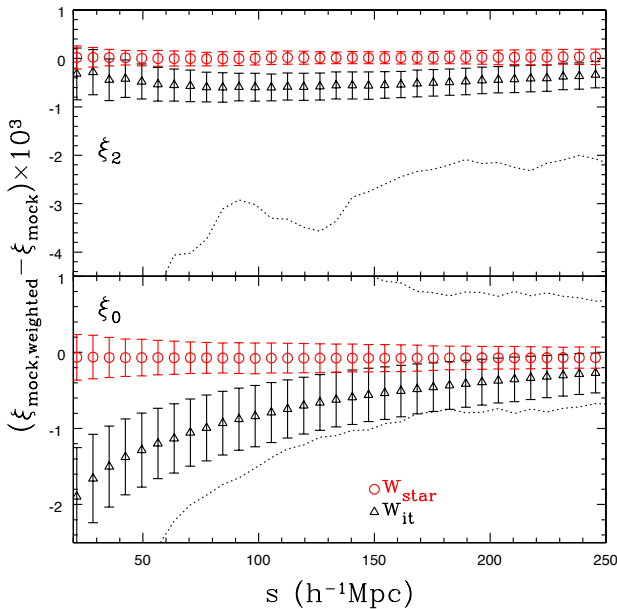 (ξmock,weighted−ξmock)×10³
1
0
-1
-2
-3
-4
ξ₂
1
0
-1
-2
ξ₀
Wstar
Wit
50 100 150 200 250
s (h⁻¹Mpc)